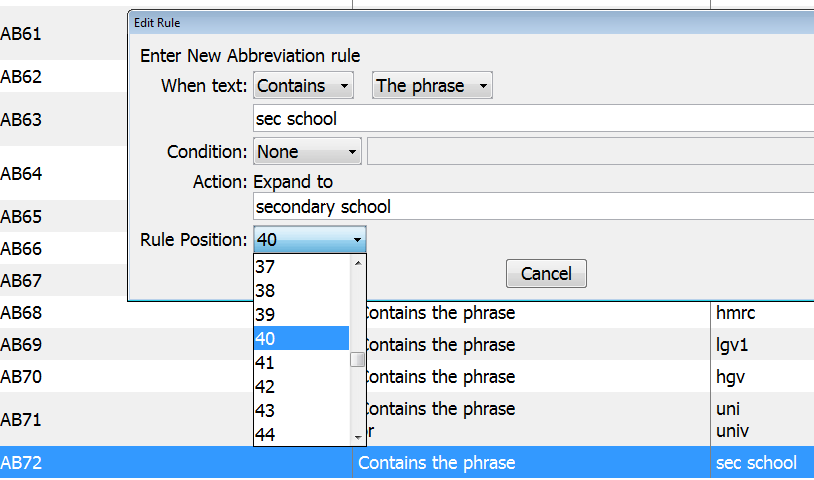 Edit Rule
AB61
Enter New Abbreviation rule
AB62
When text: Contains The phrase
AB63
sec school
Condition: None
AB64
Action: Expand to
AB65
secondary school
AB66
Rule Position: 40
AB67
37
Cancel
38
AB68
39
Contains the phrase
hmrc
40
AB69
41
Contains the phrase
lgv1
AB70
42
Contains the phrase
hgv
AB71
43
Contains the phrase
uni
44
or
univ
AB72
Contains the phrase
sec school